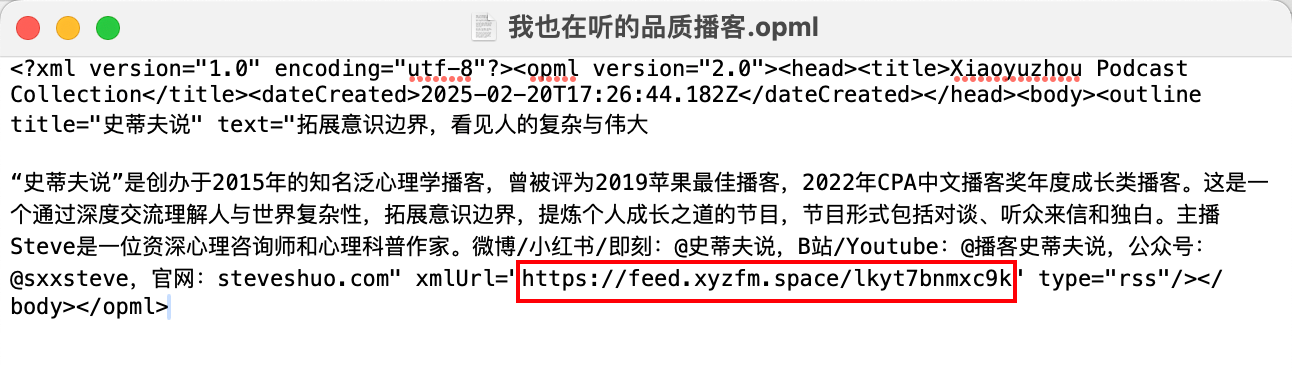 我也在听的品质播客.opml
<?xml version="1.0" encoding="utf-8"?><opml version="2.0"><head><title>Xiaoyuzhou Podcast
Collection</title><dateCreated>2025-02-20T17:26:44.182Z</dateCreated></head><body><outline
title="史蒂夫说" text="拓展意识边界，看见人的复杂与伟大
“史蒂夫说”是创办于2015年的知名泛心理学播客，曾被评为2019苹果最佳播客，2022年CPA中文播客奖年度成长类播客。这是一
个通过深度交流理解人与世界复杂性，拓展意识边界，提炼个人成长之道的节目，节目形式包括对谈、听众来信和独白。主播
Steve是一位资深心理咨询师和心理科普作家。微博/小红书/即刻：@史蒂夫说，B站/Youtube：@播客史蒂夫说，公众号：
@sxxsteve，官网：steveshuo.com" xmlUrl="https://feed.xyzfm.space/lkyt7bnmxc9k" type="rss"/></
body></opml>